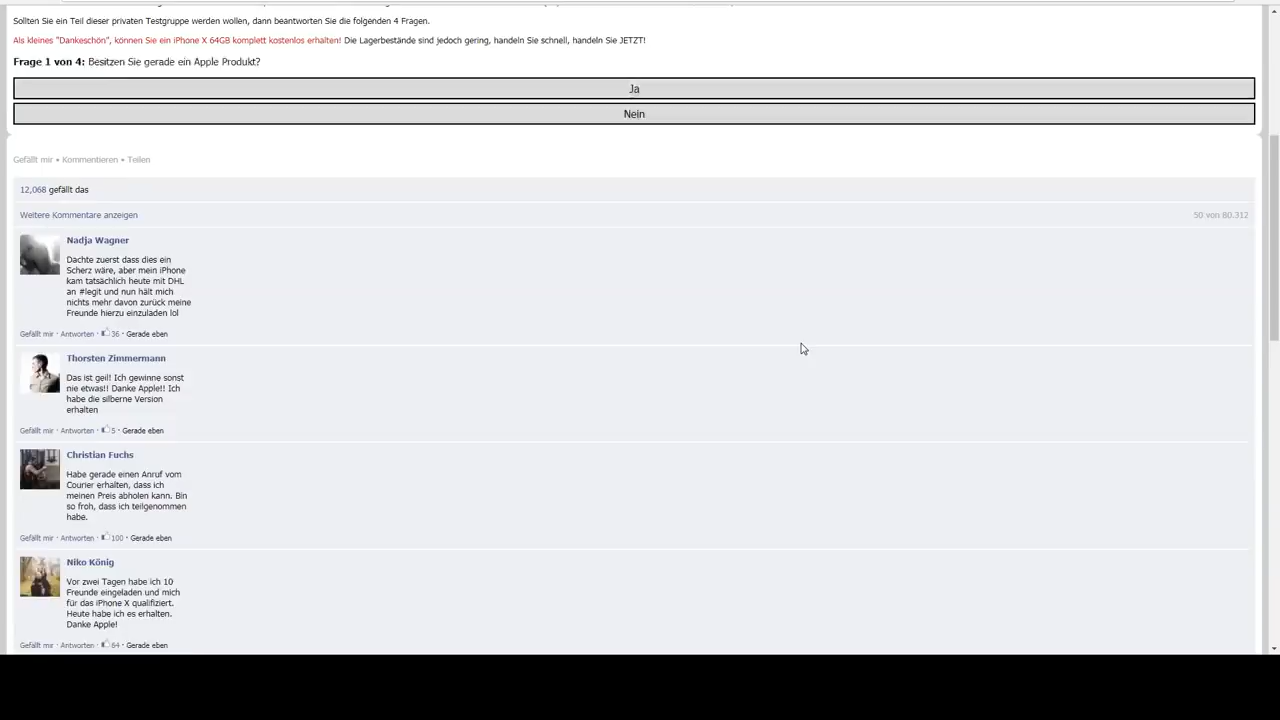 Sollten Sie ein Teil dieser privaten Testgruppe werden wollen, dann beantworten Sie die folgenden 4 Fragen.
Als kleines "Dankeschön", können Sie ein iPhone X 64GB komplett kostenlos erhalten! Die Lagerbestände sind jedoch gering, handeln Sie schnell, handeln Sie JETZT!
Frage 1 von 4: Besitzen Sie gerade ein Apple Produkt?
Ja
Nein
Gefällt mir • Kommentieren • Teilen
12,068 gefällt das
Weitere Kommentare anzeigen 50 von 80.312
Nadja Wagner
Dachte zuerst dass dies ein
Scherz wäre, aber mein iPhone
kam tatsächlich heute mit DHL
an #legit und nun hält mich
nichts mehr davon zurück meine
Freunde hierzu einzuladen lol
Gefällt mir · Antworten · 36 · Gerade eben
Thorsten Zimmermann
Das ist geil! Ich gewinne sonst
nie etwas!! Danke Apple!! Ich
habe die silberne Version
erhalten
Gefällt mir · Antworten · 5 · Gerade eben
Christian Fuchs
Habe gerade einen Anruf vom
Courier erhalten, dass ich
meinen Preis abholen kann. Bin
so froh, dass ich teilgenommen
habe.
Gefällt mir · Antworten · 100 · Gerade eben
Niko König
Vor zwei Tagen habe ich 10
Freunde eingeladen und mich
für das iPhone X qualifiziert.
Heute habe ich es erhalten.
Danke Apple!
Gefällt mir · Antworten · 64 · Gerade eben